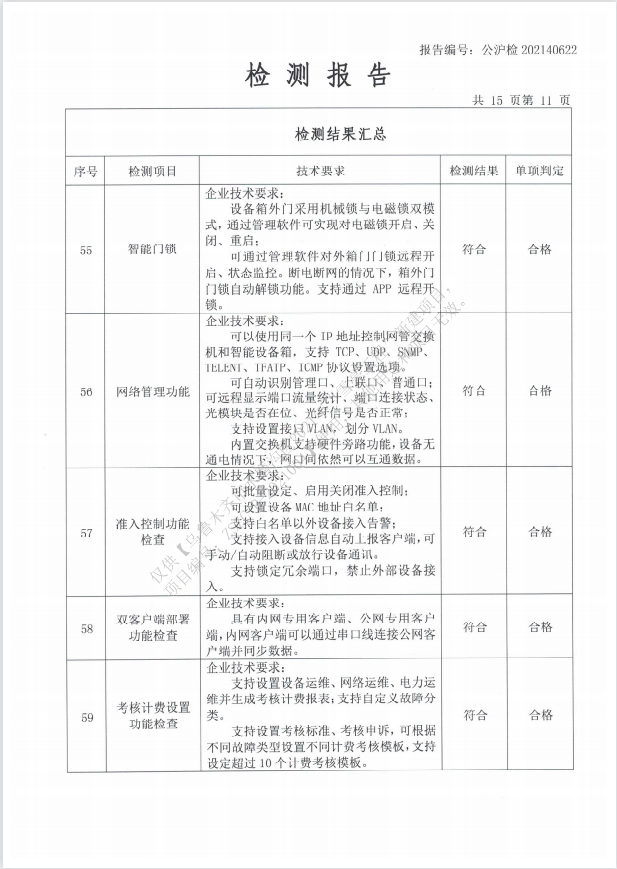 报告编号：公沪检 202140622
检 测 报 告
共 15 页第 11 页
检测结果汇总
序号 检测项目 技术要求 检测结果 单项判定
企业技术要求：
设备箱外门采用机械锁与电磁锁双模
式，通过管理软件可实现对电磁锁开启、关
闭、重启；
55 智能门锁 符合 合格
可通过管理软件对外箱门门锁远程开
启、状态监控。断电断网的情况下，箱外门
门锁自动解锁功能。支持通过 APP 远程开
锁。
企业技术要求：
可以使用同一个 IP 地址控制网管交换
机和智能设备箱，支持 TCP、UDP、SNMP、
TELENT、TFATP、ICMP 协议设置选项。
可自动识别管理口、上联口、普通口；
56 网络管理功能 符合 合格
可远程显示端口流量统计、端口连接状态、
光模块是否在位、光纤信号是否正常；
支持设置接口 VLAN，划分 VLAN。
内置交换机支持硬件旁路功能，设备无
通电情况下，网口间依然可以互通数据。
企业技术要求：
可批量设定、启用关闭准入控制；
可设置设备 MAC 地址白名单；
支持白名单以外设备接入告警；
57 准入控制功能
检查 符合 合格
支持接入设备信息自动上报客户端，可
手动/自动阻断或放行设备通讯。
支持锁定冗余端口，禁止外部设备接
入。
企业技术要求：
具有内网专用客户端、公网专用客户
58 双客户端部署
功能检查 符合 合格
端，内网客户端可以通过串口线连接公网客
户端并同步数据。
企业技术要求：
支持设置设备运维、网络运维、电力运
维并生成考核计费报表；支持自定义故障分
类。
59 考核计费设置
功能检查 符合 合格
支持设置考核标准、考核申诉，可根据
不同故障类型设置不同计费考核模板，支持
设定超过 10 个计费考核模板。
仅供【乌鲁木齐
项目编号：